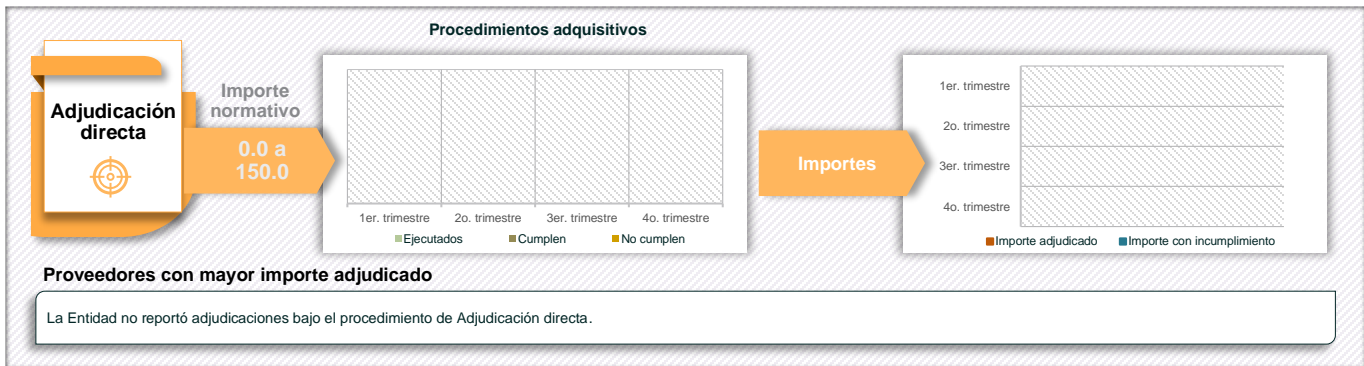 Procedimientos adquisitivos
Adjudicación
directa
Importe
normativo
0.0 a
150.0
1er. trimestre 2o. trimestre 3er. trimestre 4o. trimestre
Ejecutados Cumplen No cumplen
Importes
1er. trimestre
2o. trimestre
3er. trimestre
4o. trimestre
Importe adjudicado Importe con incumplimiento
Proveedores con mayor importe adjudicado
La Entidad no reportó adjudicaciones bajo el procedimiento de Adjudicación directa.